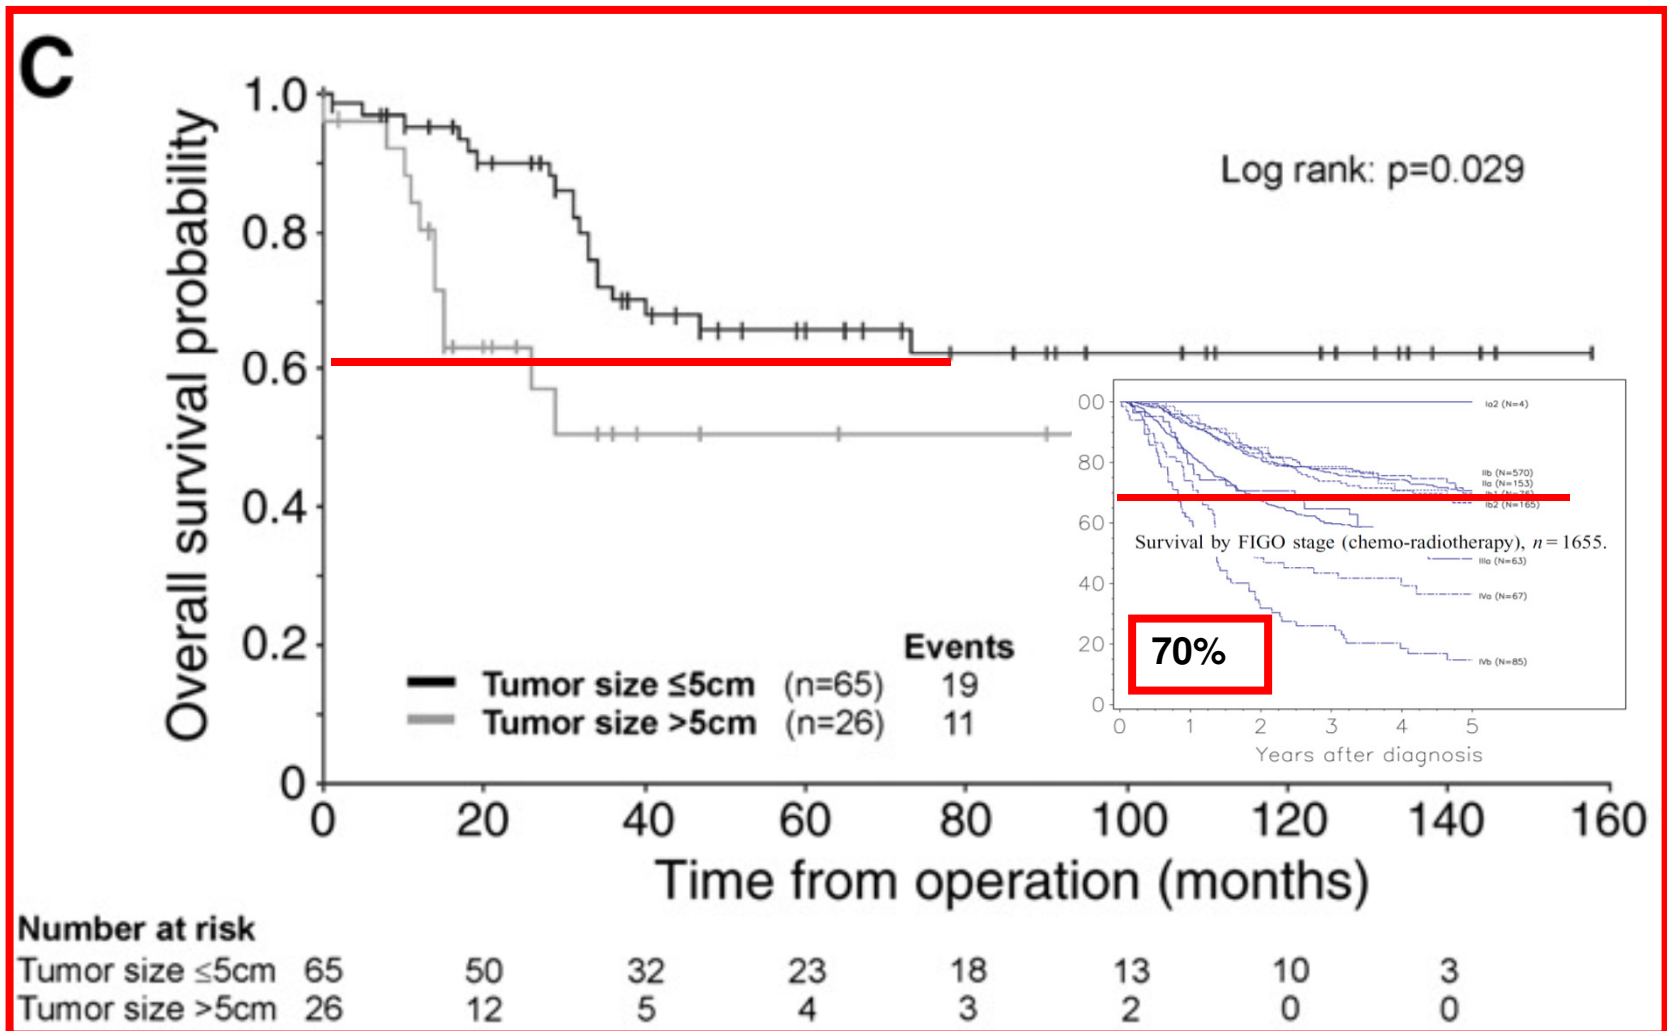 C
Overall survival probability
1.0
0.8
0.6
0.4
0.2
0
Log rank: p=0.029
Events
Tumor size ≤5cm (n=65) 19
Tumor size >5cm (n=26) 11
0 20 40 60 80 100 120 140 160
Time from operation (months)
Number at risk
Tumor size ≤5cm 65 50 32 23 18 13 10 3
Tumor size >5cm 26 12 5 4 3 2 0 0
00
80
60
40
20
0
Ia2 (N=4)
IIb (N=570)
IIa (N=153)
Ib2 (N=165)
Survival by FIGO stage (chemo-radiotherapy), n=1655.
IIIa (N=63)
IVa (N=67)
IVb (N=85)
70%
0 1 2 3 4 5
Years after diagnosis